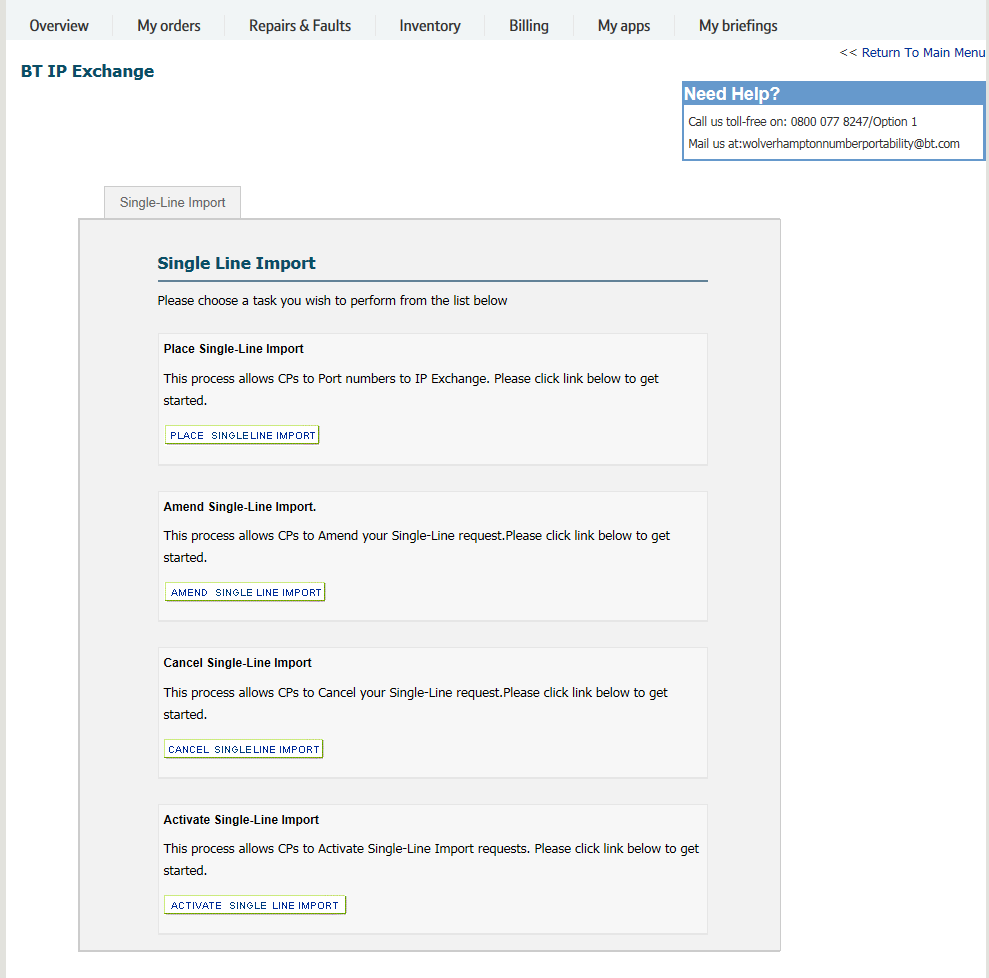 Overview My orders Repairs & Faults Inventory Billing My apps My briefings
<< Return To Main Menu
BT IP Exchange
Need Help?
Call us toll-free on: 0800 077 8247/Option 1
Mail us at:wolverhamptonnumberportability@bt.com
Single-Line Import
Single Line Import
Please choose a task you wish to perform from the list below
Place Single-Line Import
This process allows CPs to Port numbers to IP Exchange. Please click link below to get
started.
PLACE SINGLELINE IMPORT
Amend Single-Line Import.
This process allows CPs to Amend your Single-Line request.Please click link below to get
started.
AMEND SINGLE LINE IMPORT
Cancel Single-Line Import
This process allows CPs to Cancel your Single-Line request.Please click link below to get
started.
CANCEL SINGLELINE IMPORT
Activate Single-Line Import
This process allows CPs to Activate Single-Line Import requests. Please click link below to get
started.
ACTIVATE SINGLE LINE IMPORT